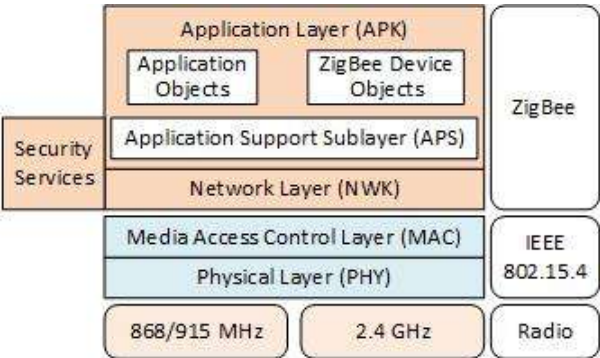 Application Layer (APK)
Application
Objects
ZigBee Device
Objects
ZigBee
Application Support Sublayer (APS)
Security
Services
Network Layer (NWK)
Media Access Control Layer (MAC)
IEEE
802.15.4
Physical Layer (PHY)
868/915 MHz
2.4 GHz
Radio